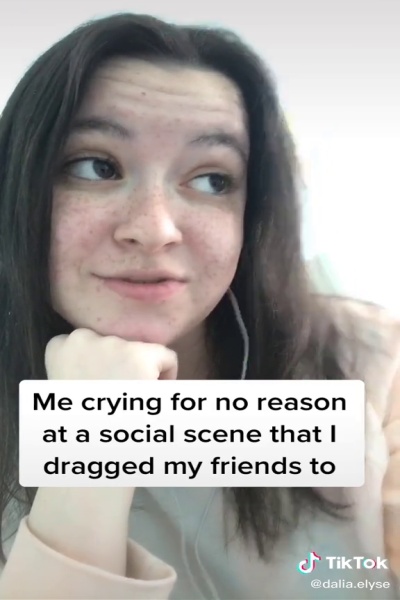 Me crying for no reason
at a social scene that I
dragged my friends to
TikTok
@dalia.elyse